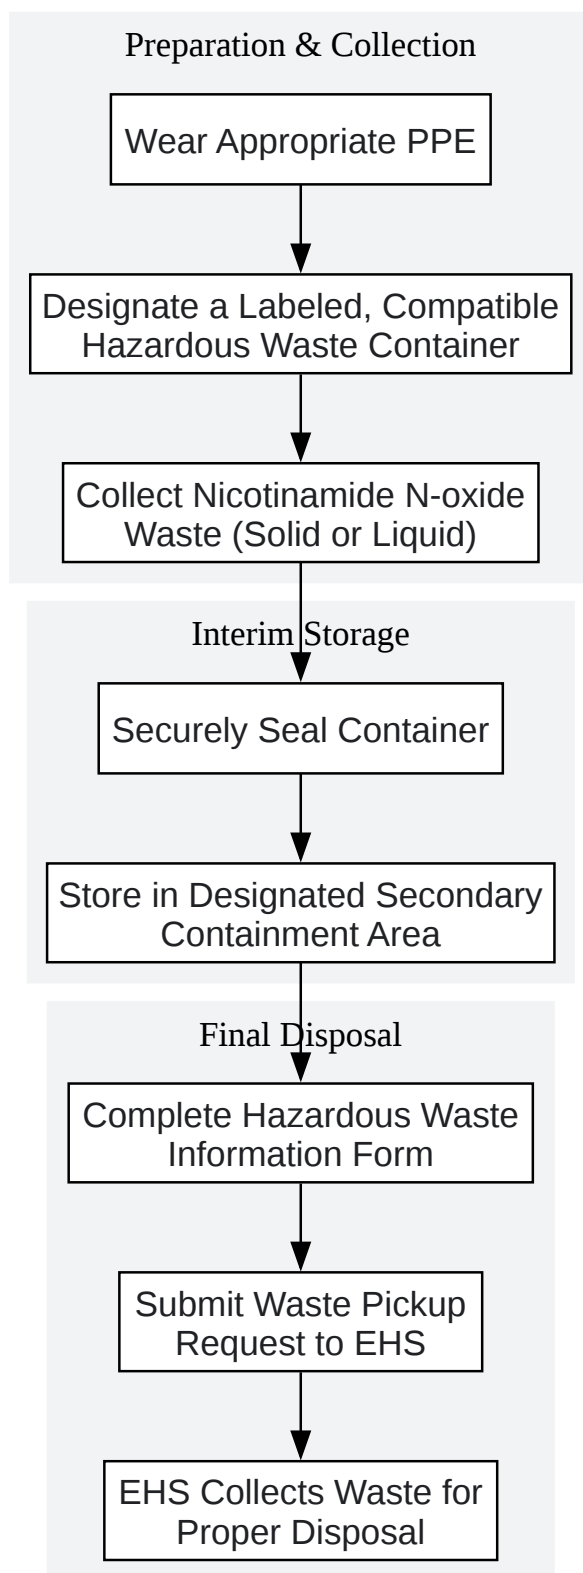 Preparation & Collection
Wear Appropriate PPE
Designate a Labeled, Compatible
Hazardous Waste Container
Collect Nicotinamide N-oxide
Waste (Solid or Liquid)
Interim Storage
Securely Seal Container
Store in Designated Secondary
Containment Area
Final Disposal
Complete Hazardous Waste
Information Form
Submit Waste Pickup
Request to EHS
EHS Collects Waste for
Proper Disposal